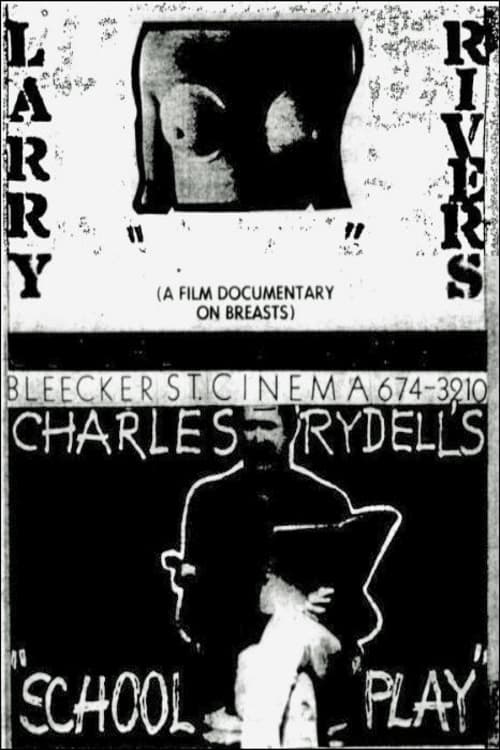 LARRY
RIVERS
" "
(A FILM DOCUMENTARY
ON BREASTS)
BLEECKER ST. CINEMA 674-3210
CHARLES RYDELL'S
"SCHOOL PLAY"